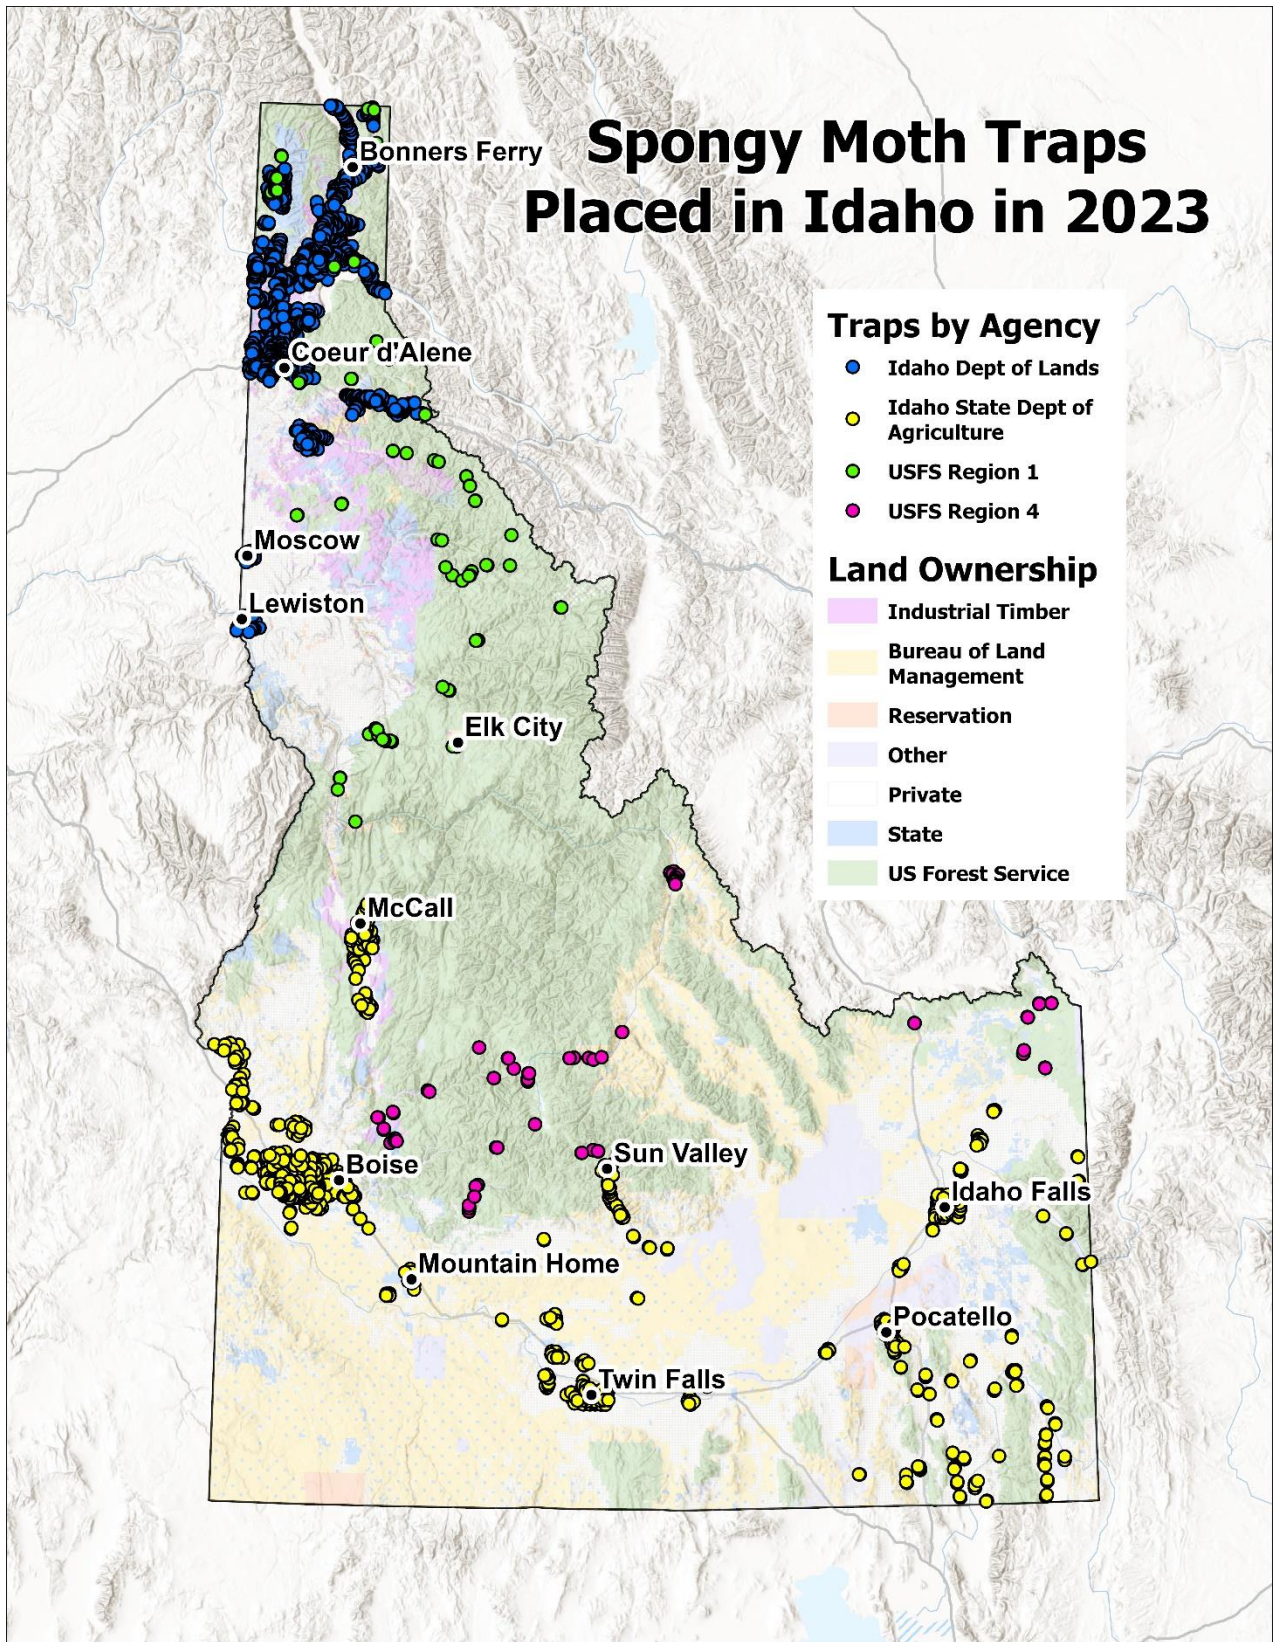 Spongy Moth Traps
Placed in Idaho in 2023
Traps by Agency
Idaho Dept of Lands
Idaho State Dept of
Agriculture
USFS Region 1
USFS Region 4
Land Ownership
Industrial Timber
Bureau of Land
Management
Reservation
Other
Private
State
US Forest Service
Bonners Ferry
Coeur d'Alene
Moscow
Lewiston
Elk City
McCall
Sun Valley
Boise
Idaho Falls
Mountain Home
Pocatello
Twin Falls